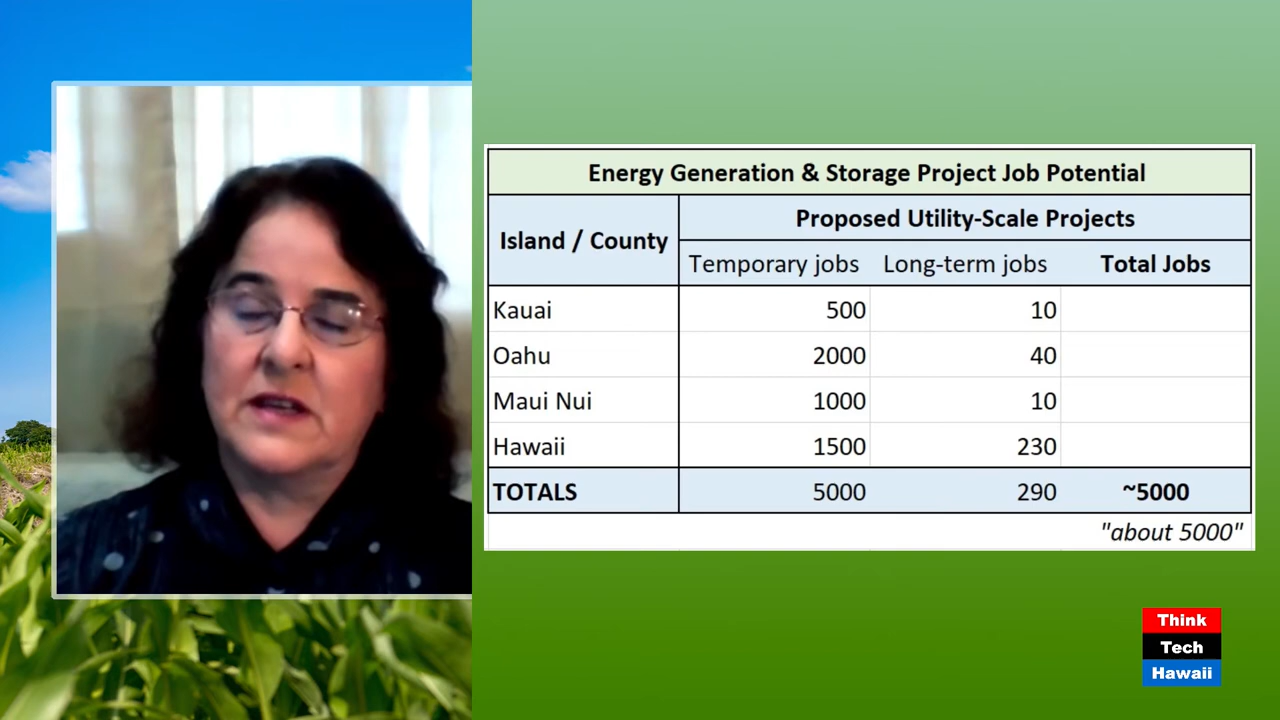 Energy Generation & Storage Project Job Potential
Island / County
Proposed Utility-Scale Projects
Temporary jobs Long-term jobs Total Jobs
Kauai 500 10
Oahu 2000 40
Maui Nui 1000 10
Hawaii 1500 230
TOTALS 5000 290 ~5000
"about 5000"
Think
Tech
Hawaii